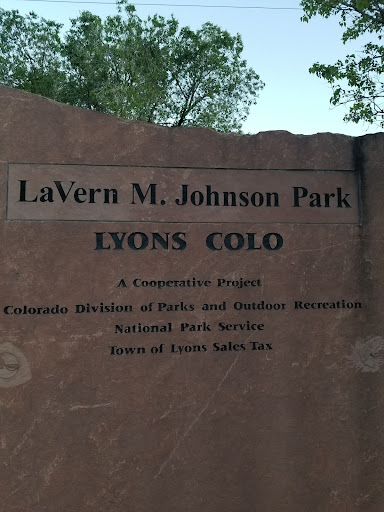 LaVern M. Johnson Park
LYONS COLO
A Cooperative Project
Colorado Division of Parks and Outdoor Recreation
National Park Service
Town of Lyons Sales Tax